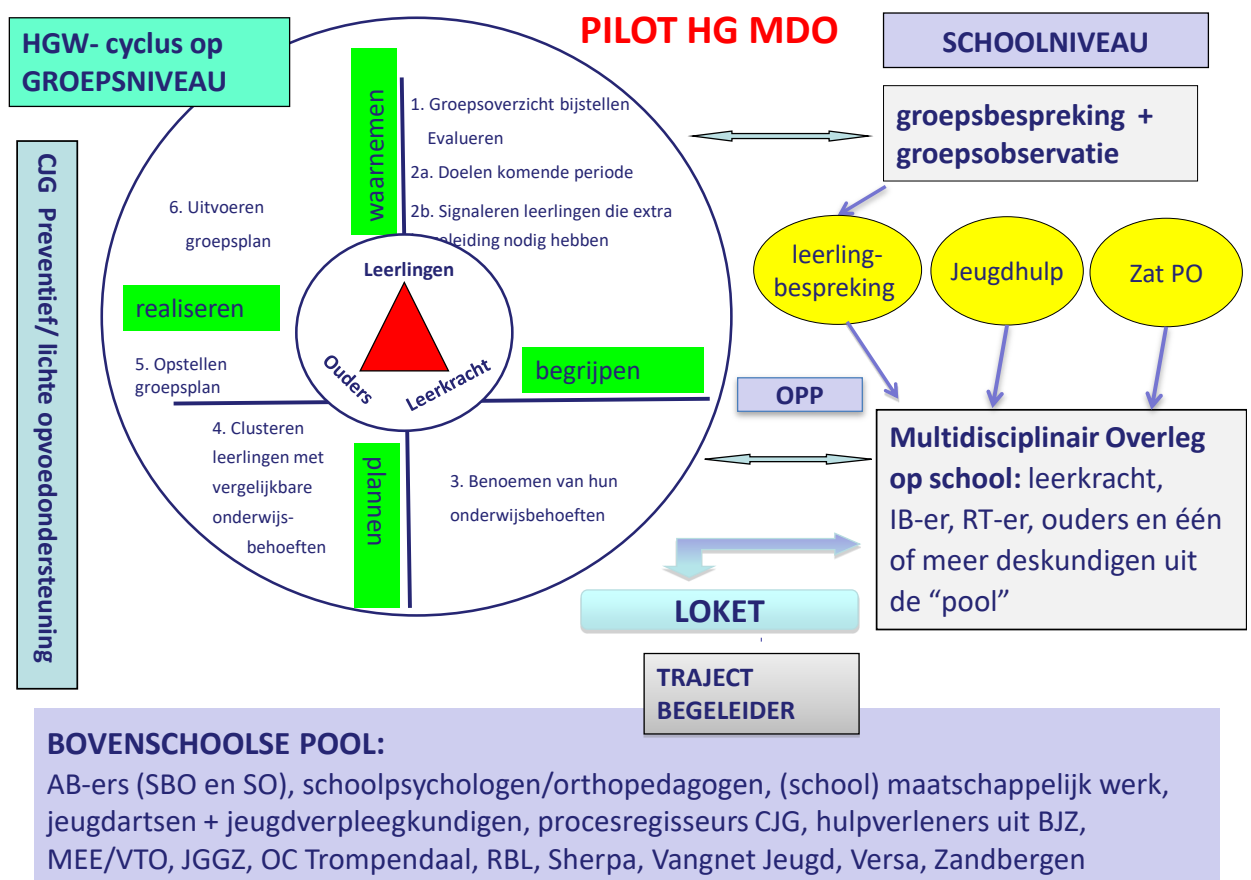 PILOT HG MDO
HGW- cyclus op
GROEPSNIVEAU
SCHOOLNIVEAU
CJG Preventief/ lichte opvoedondersteuning
waarnemen
1. Groepsoverzicht bijstellen
Evalueren
2a. Doelen komende periode
2b. Signaleren leerlingen die extra
nodig hebben
begrijpen
3. Benoemen van hun
onderwijsbehoeften
plannen
4. Clusteren
leerlingen met
vergelijkbare
onderwijs-
behoeften
5. Opstellen
groepsplan
realiseren
6. Uitvoeren
groepsplan
Leerlingen
Ouders
Leerkracht
groepsbespreking +
groepsobservatie
leerling-
bespreking
Jeugdhulp
Zat PO
OPP
Multidisciplinair Overleg
op school: leerkracht,
IB-er, RT-er, ouders en één
of meer deskundigen uit
de “pool”
LOKET
TRAJECT
BEGELEIDER
BOVENSCHOOLSE POOL:
AB-ers (SBO en SO), schoolpsychologen/orthopedagogen, (school) maatschappelijk werk,
jeugdartsen + jeugdverpleegkundigen, procesregisseurs CJG, hulpverleners uit BJZ,
MEE/VTO, JGGZ, OC Trompendaal, RBL, Sherpa, Vangnet Jeugd, Versa, Zandbergen